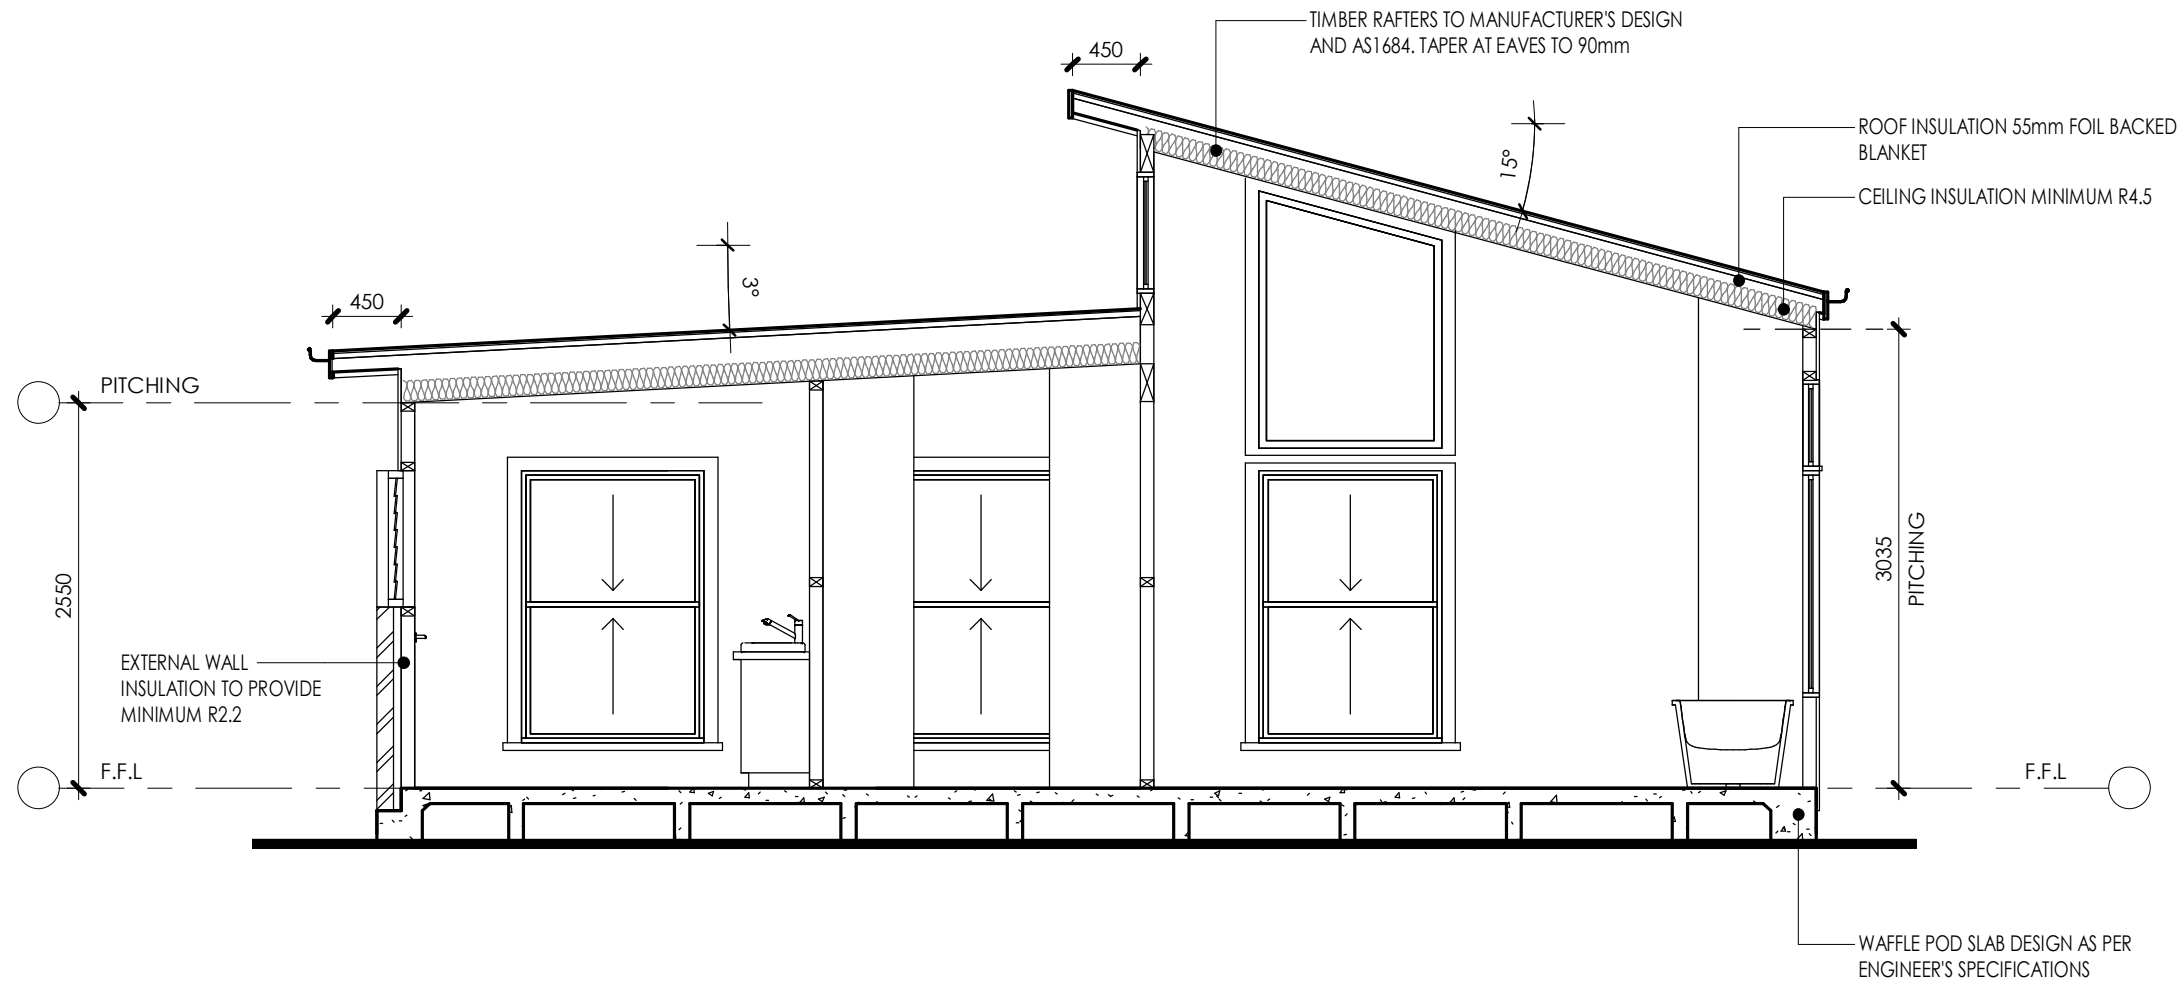 TIMBER RAFTERS TO MANUFACTURER'S DESIGN
AND AS1684. TAPER AT EAVES TO 90mm
450
ROOF INSULATION 55mm FOIL BACKED
BLANKET
15°
CEILING INSULATION MINIMUM R4.5
3°
450
PITCHING
2550
3035
PITCHING
EXTERNAL WALL
INSULATION TO PROVIDE
MINIMUM R2.2
F.F.L
F.F.L
WAFFLE POD SLAB DESIGN AS PER
ENGINEER'S SPECIFICATIONS